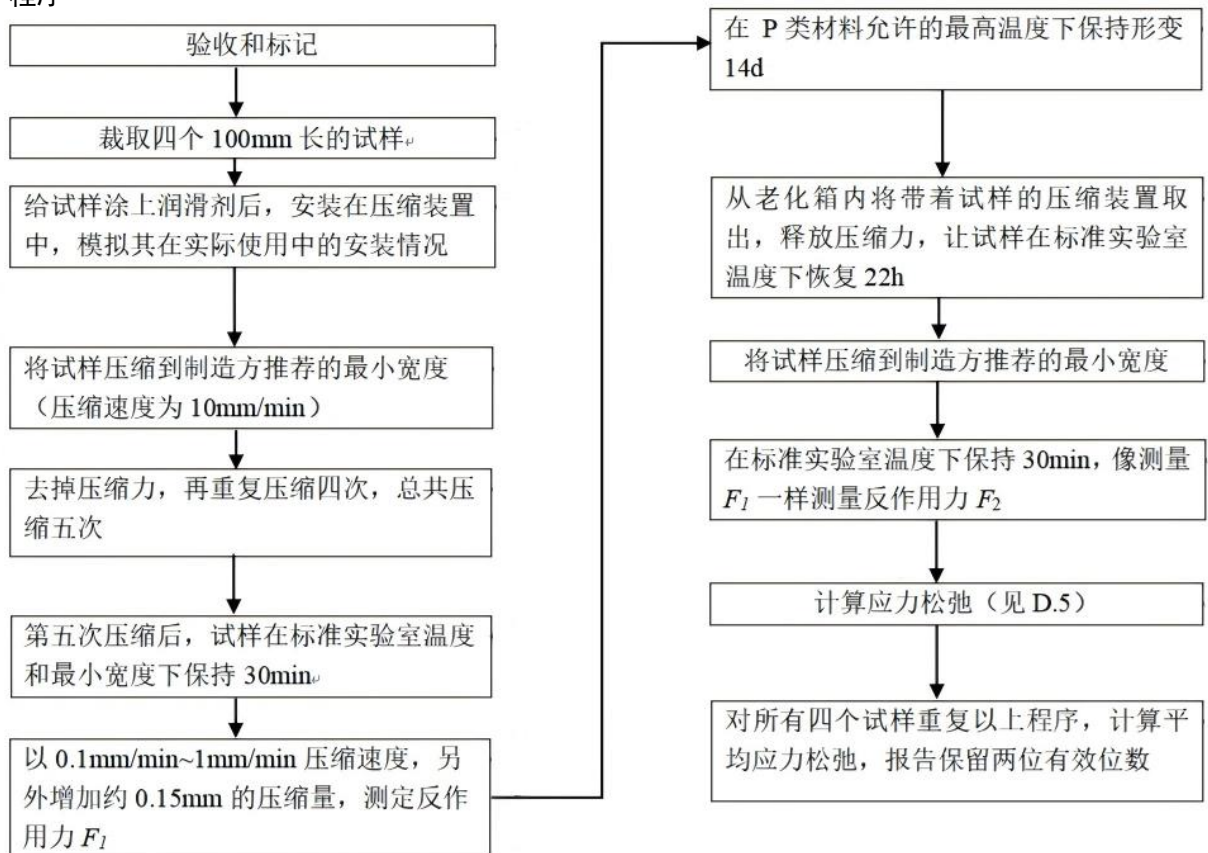 程序
验收和标记
裁取四个 100mm 长的试样
给试样涂上润滑剂后，安装在压缩装置
中，模拟其在实际使用中的安装情况
将试样压缩到制造方推荐的最小宽度
（压缩速度为 10mm/min）
去掉压缩力，再重复压缩四次，总共压
缩五次
第五次压缩后，试样在标准实验室温度
和最小宽度下保持 30min
以 0.1mm/min~1mm/min 压缩速度，另
外增加约 0.15mm 的压缩量，测定反作
用力 F₁
在 P 类材料允许的最高温度下保持形变
14d
从老化箱内将带着试样的压缩装置取
出，释放压缩力，让试样在标准实验室
温度下恢复 22h
将试样压缩到制造方推荐的最小宽度
在标准实验室温度下保持 30min，像测量
F₁ 一样测量反作用力 F₂
计算应力松弛（见 D.5）
对所有四个试样重复以上程序，计算平
均应力松弛，报告保留两位有效位数